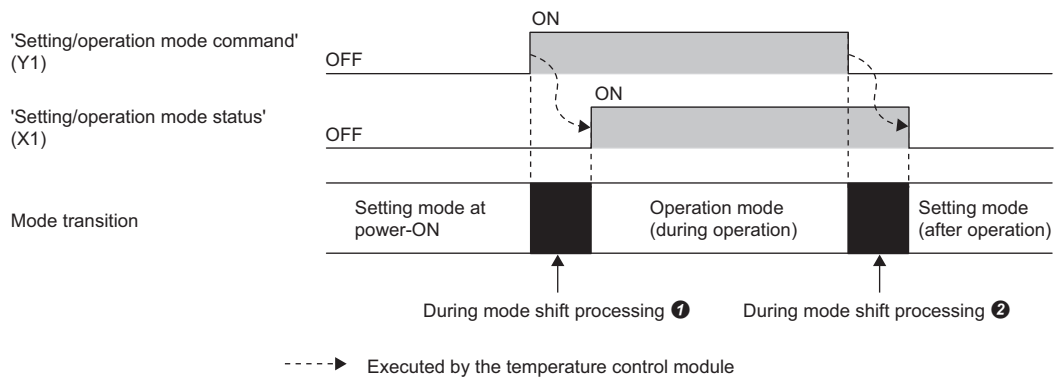 ON
'Setting/operation mode command'
(Y1)
OFF
ON
'Setting/operation mode status'
(X1)
OFF
Mode transition
Setting mode at
power-ON
Operation mode
(during operation)
Setting mode
(after operation)
During mode shift processing ❶
During mode shift processing ❷
Executed by the temperature control module